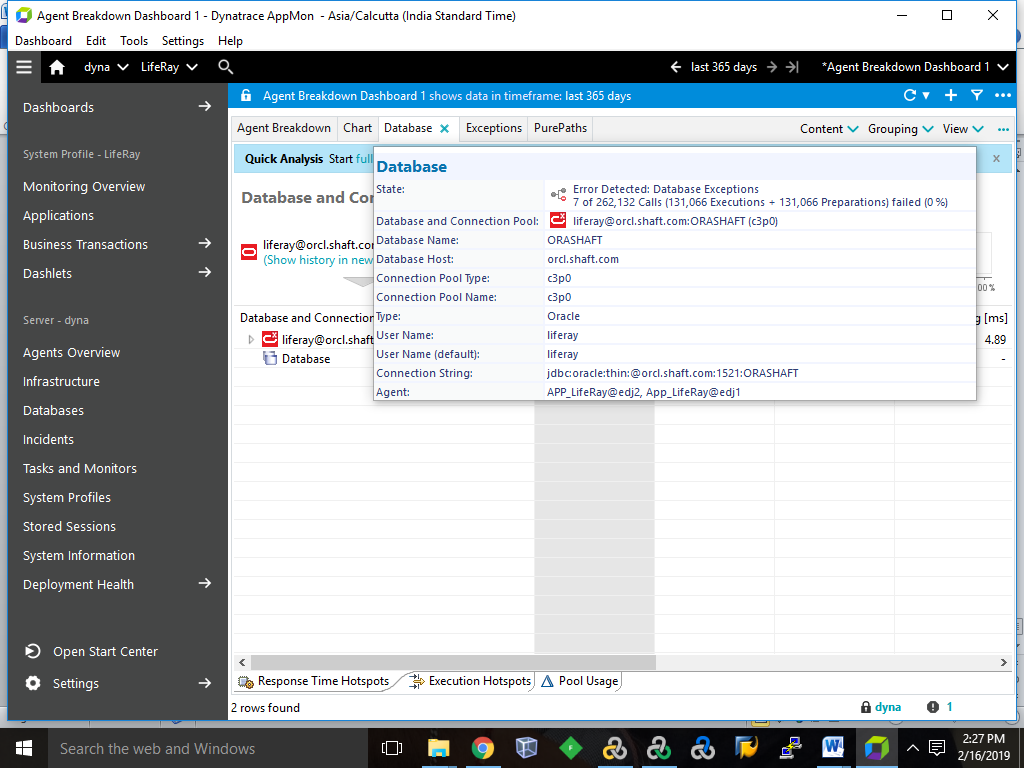 Agent Breakdown Dashboard 1 - Dynatrace AppMon - Asia/Calcutta (India Standard Time)
Dashboard Edit Tools Settings Help
dyna LifeRay last 365 days *Agent Breakdown Dashboard 1
Agent Breakdown Dashboard 1 shows data in timeframe: last 365 days
Dashboards
System Profile - LifeRay
Monitoring Overview
Applications
Business Transactions
Dashlets
Server - dyna
Agents Overview
Infrastructure
Databases
Incidents
Tasks and Monitors
System Profiles
Stored Sessions
System Information
Deployment Health
Open Start Center
Settings
Agent Breakdown Chart Database Exceptions PurePaths
Content Grouping View
Quick Analysis Start full
Database and Co
liferay@orcl.shaft.co
(Show history in new
00%
Database and Connection
g [ms]
liferay@orcl.shaft 4.89
Database -
Database
State: Error Detected: Database Exceptions
7 of 262,132 Calls (131,066 Executions + 131,066 Preparations) failed (0 %)
Database and Connection Pool: liferay@orcl.shaft.com:ORASHAFT (c3p0)
Database Name: ORASHAFT
Database Host: orcl.shaft.com
Connection Pool Type: c3p0
Connection Pool Name: c3p0
Type: Oracle
User Name: liferay
User Name (default): liferay
Connection String: jdbc:oracle:thin:@orcl.shaft.com:1521:ORASHAFT
Agent: APP_LifeRay@edj2, App_LifeRay@edj1
Response Time Hotspots Execution Hotspots Pool Usage
2 rows found dyna 1
Search the web and Windows
2:27 PM
2/16/2019